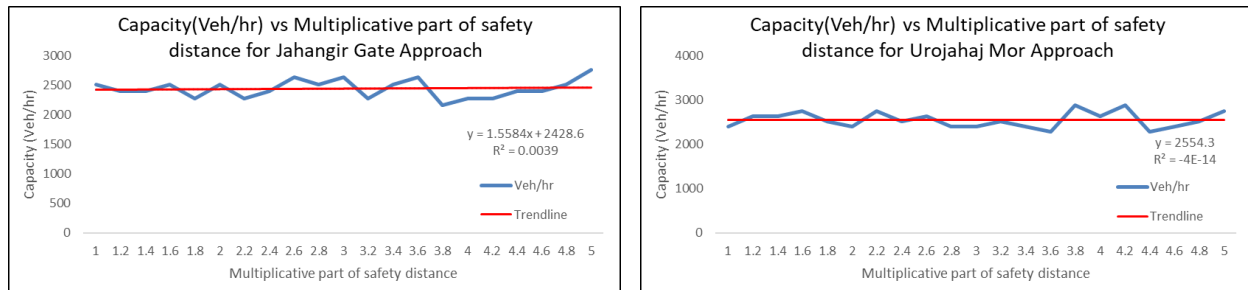 Capacity(Veh/hr) vs Multiplicative part of safety
distance for Jahangir Gate Approach
3000
2500
2000
1500
1000
500
0
Capacity (Veh/hr)
y = 1.5584x + 2428.6
R² = 0.0039
Veh/hr
Trendline
1 1.2 1.4 1.6 1.8 2 2.2 2.4 2.6 2.8 3 3.2 3.4 3.6 3.8 4 4.2 4.4 4.6 4.8 5
Multiplicative part of safety distance
Capacity(Veh/hr) vs Multiplicative part of safety
distance for Urojahaj Mor Approach
4000
3000
2000
1000
0
Capacity (Veh/hr)
y = 2554.3
R² = -4E-14
Veh/hr
Trendline
1 1.2 1.4 1.6 1.8 2 2.2 2.4 2.6 2.8 3 3.2 3.4 3.6 3.8 4 4.2 4.4 4.6 4.8 5
Multiplicative part of safety distance